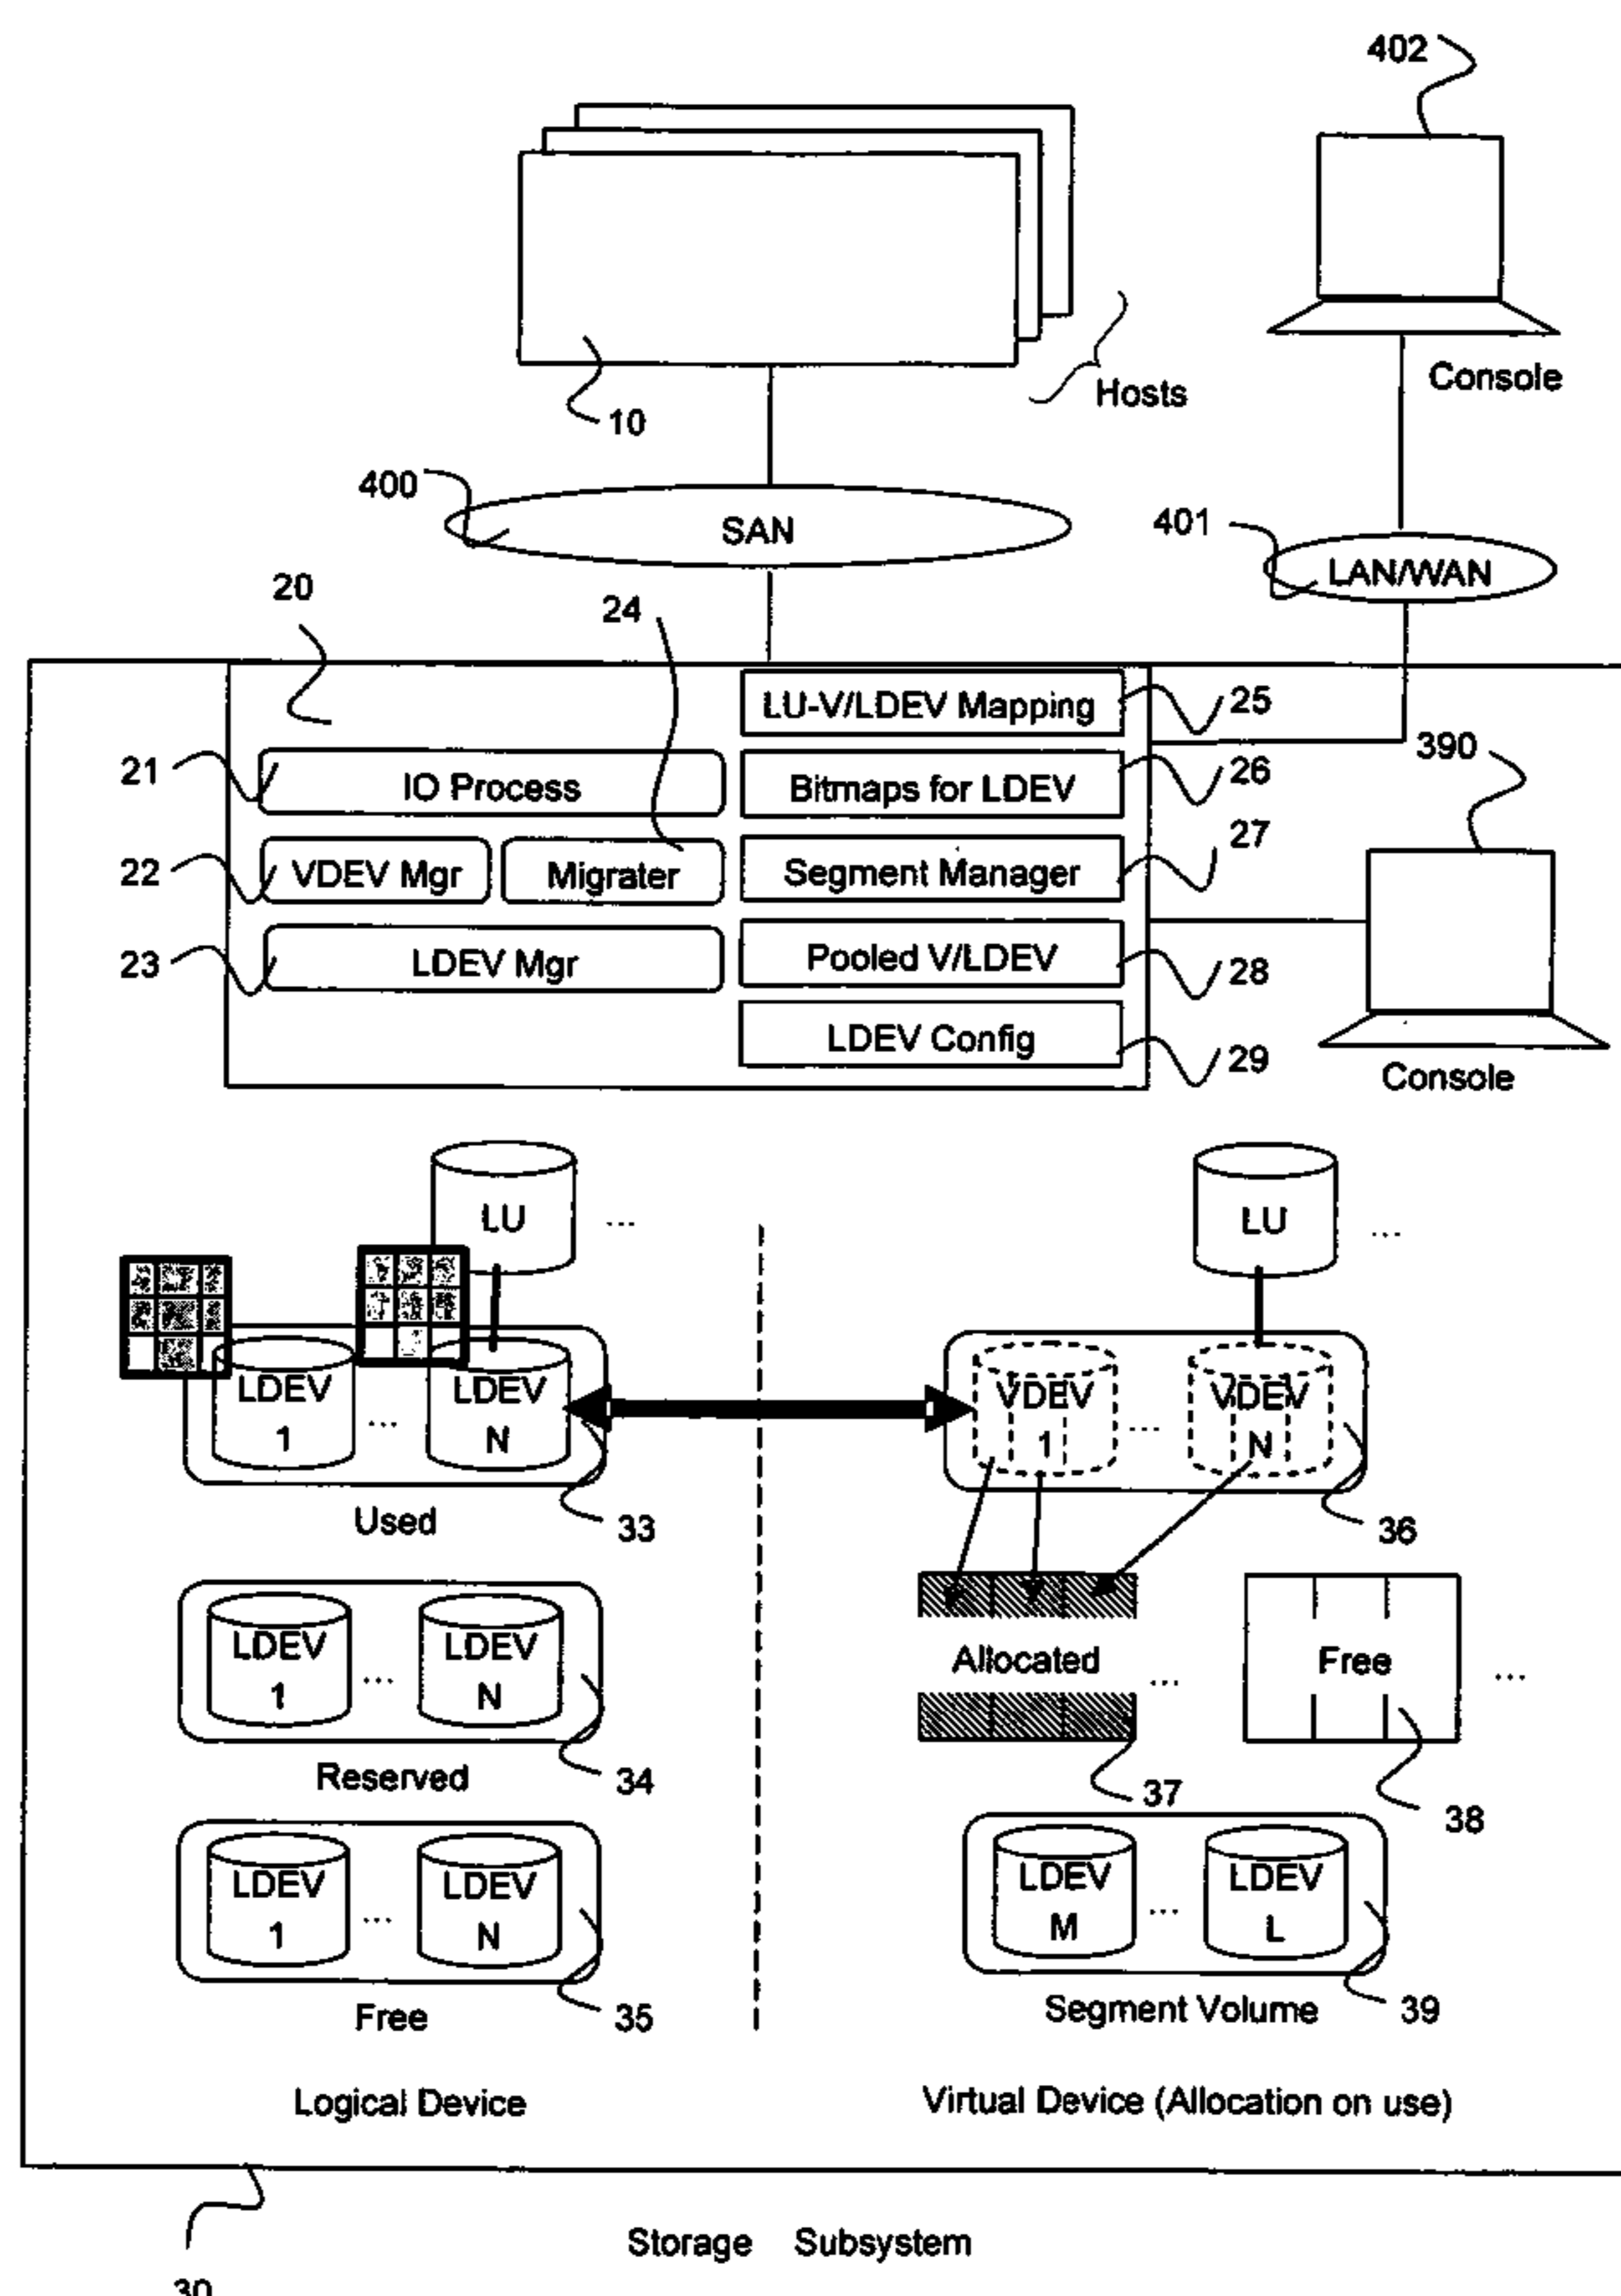 402
Console
10
Hosts
400
SAN
401
LAN/WAN
20
24
LU-V/LDEV Mapping
25
390
21
IO Process
Bitmaps for LDEV
26
22
VDEV Mgr
Migrater
Segment Manager
27
23
LDEV Mgr
Pooled V/LDEV
28
LDEV Config
29
Console
LU
...
LU
...
LDEV
1
...
LDEV
N
VDEV
1
...
VDEV
N
Used
33
36
LDEV
1
...
LDEV
N
Allocated
...
Free
...
Reserved
34
37
38
LDEV
1
...
LDEV
N
LDEV
M
...
LDEV
L
Free
35
Segment Volume
39
Logical Device
Virtual Device (Allocation on use)
Storage Subsystem
30